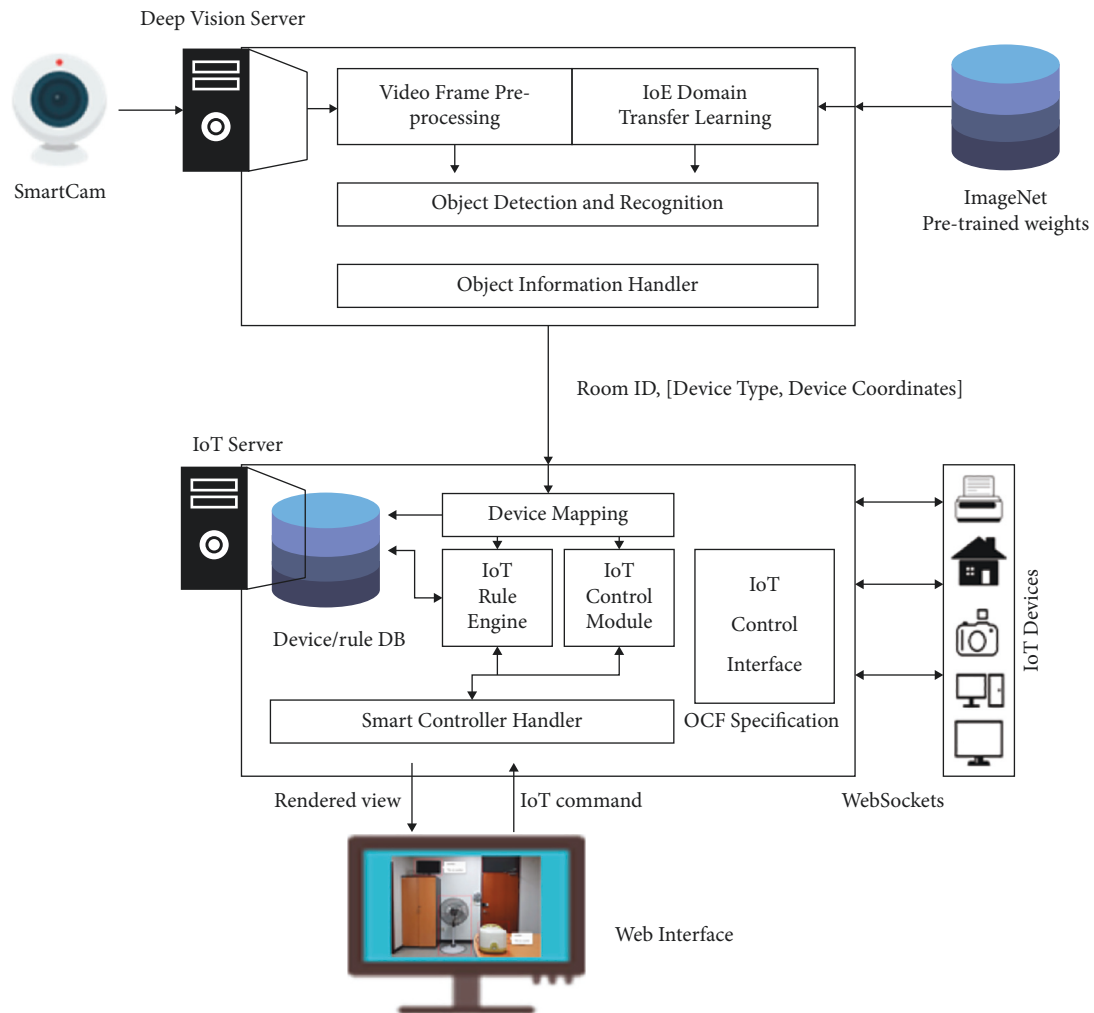 Deep Vision Server
SmartCam
Video Frame Pre-
processing
IoE Domain
Transfer Learning
Object Detection and Recognition
Object Information Handler
ImageNet
Pre-trained weights
Room ID, [Device Type, Device Coordinates]
IoT Server
Device/rule DB
Device Mapping
IoT
Rule
Engine
IoT
Control
Module
Smart Controller Handler
IoT
Control
Interface
OCF Specification
IoT Devices
WebSockets
Rendered view
IoT command
Web Interface